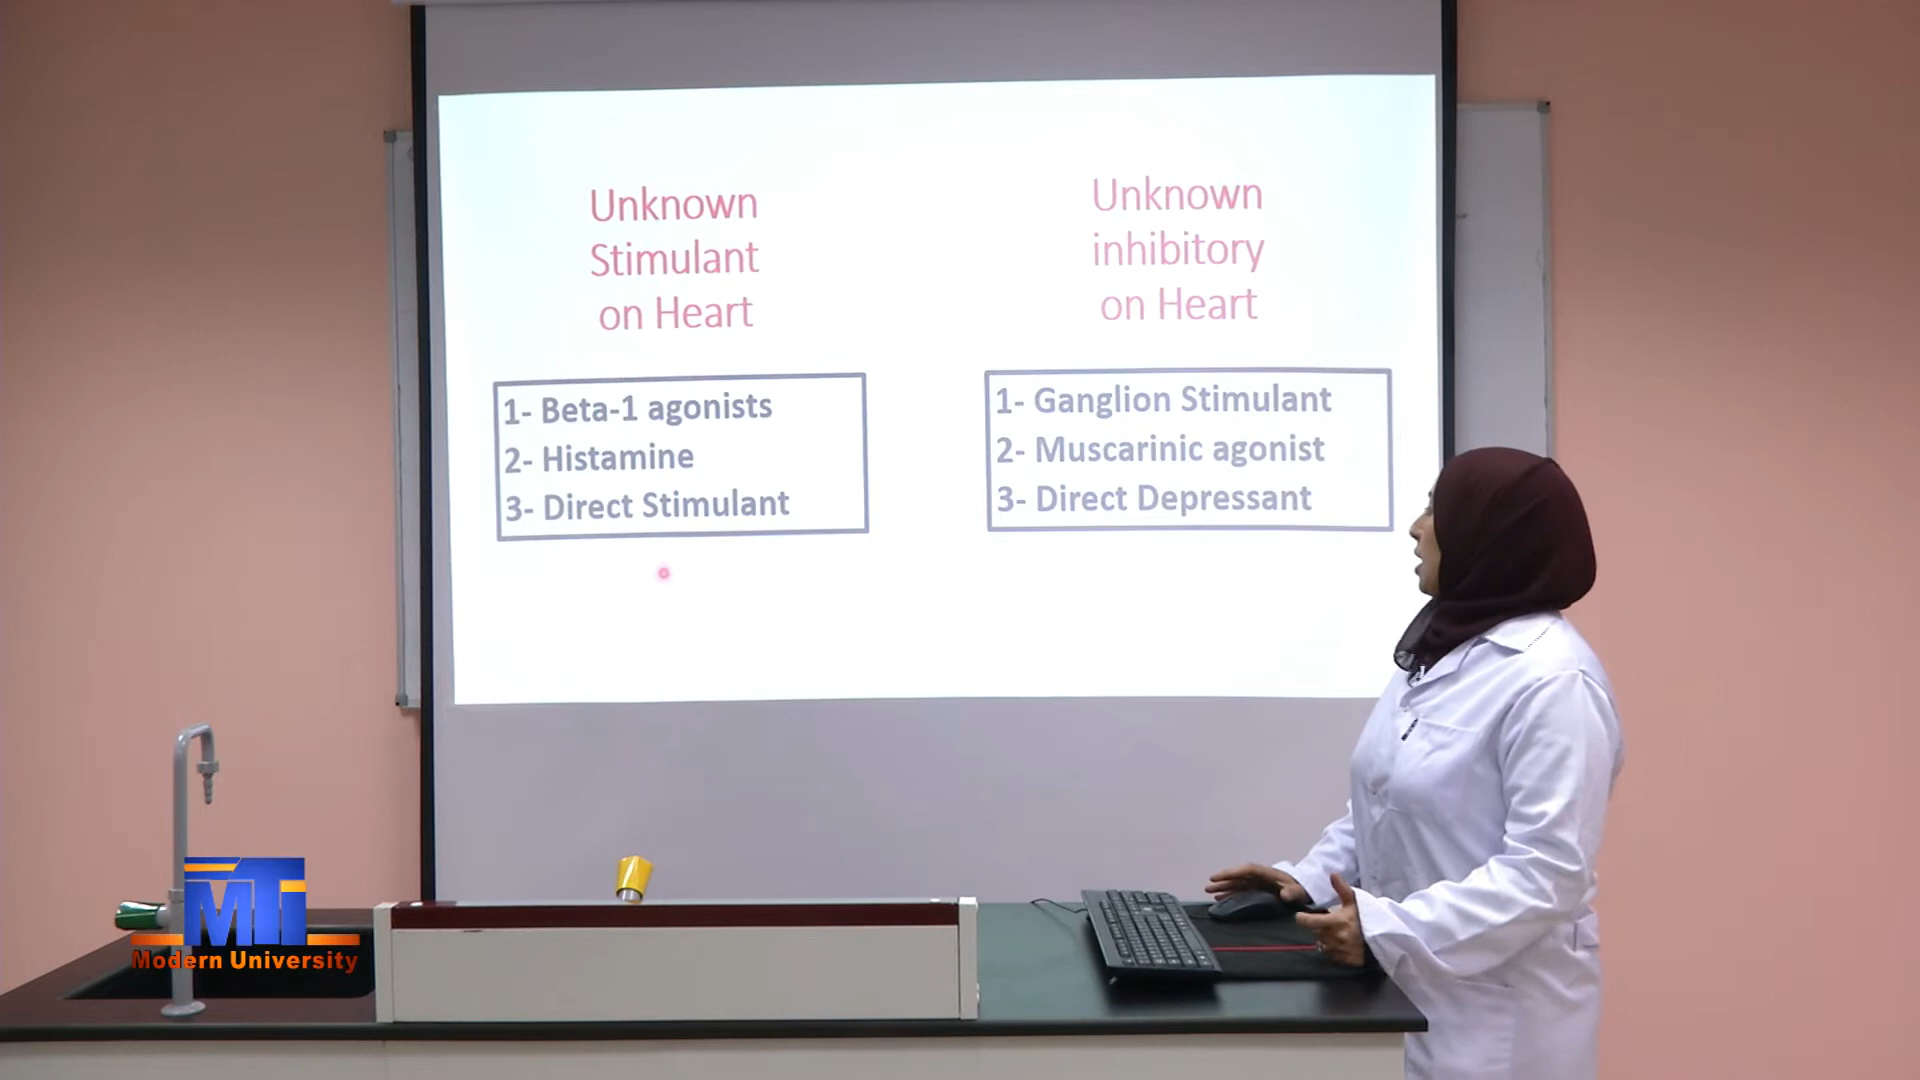 Unknown
Stimulant
on Heart
1- Beta-1 agonists
2- Histamine
3- Direct Stimulant
Unknown
inhibitory
on Heart
1- Ganglion Stimulant
2- Muscarinic agonist
3- Direct Depressant
MTi
Modern University